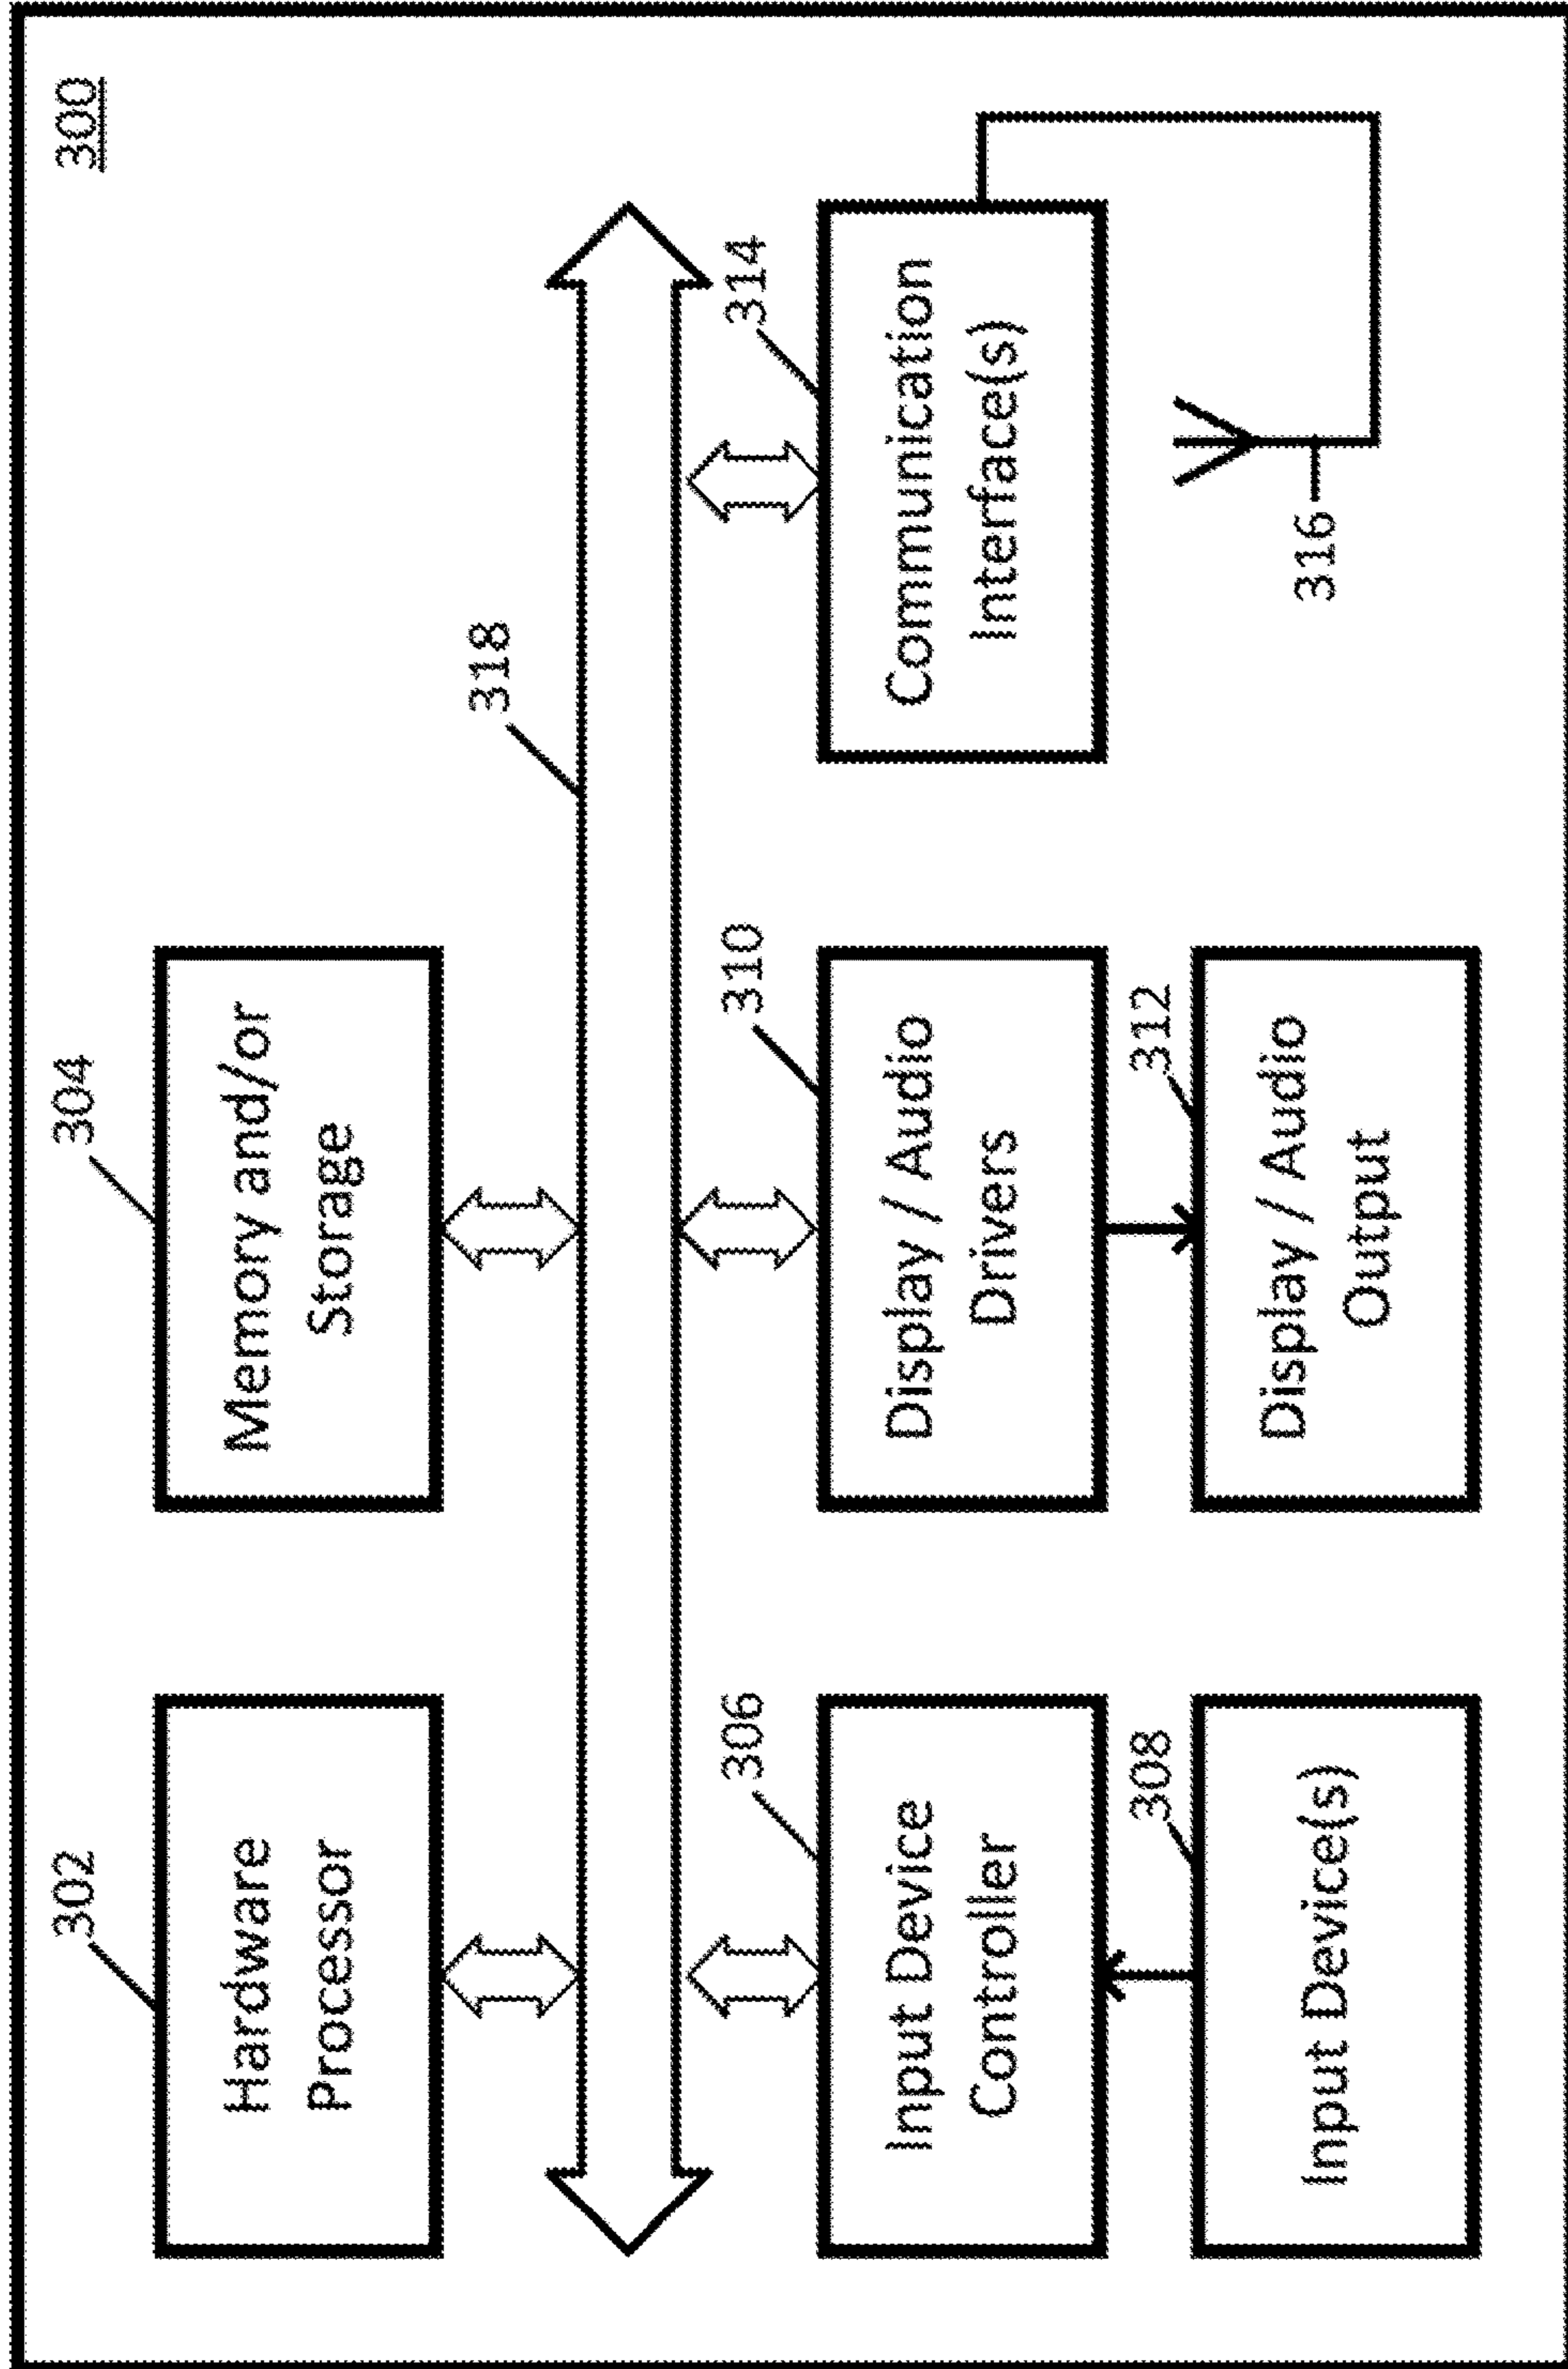 300
302
Hardware
Processor
304
Memory and/or
Storage
318
306
Input Device
Controller
310
Display / Audio
Drivers
314
Communication
Interface(s)
308
Input Device(s)
312
Display / Audio
Output
316